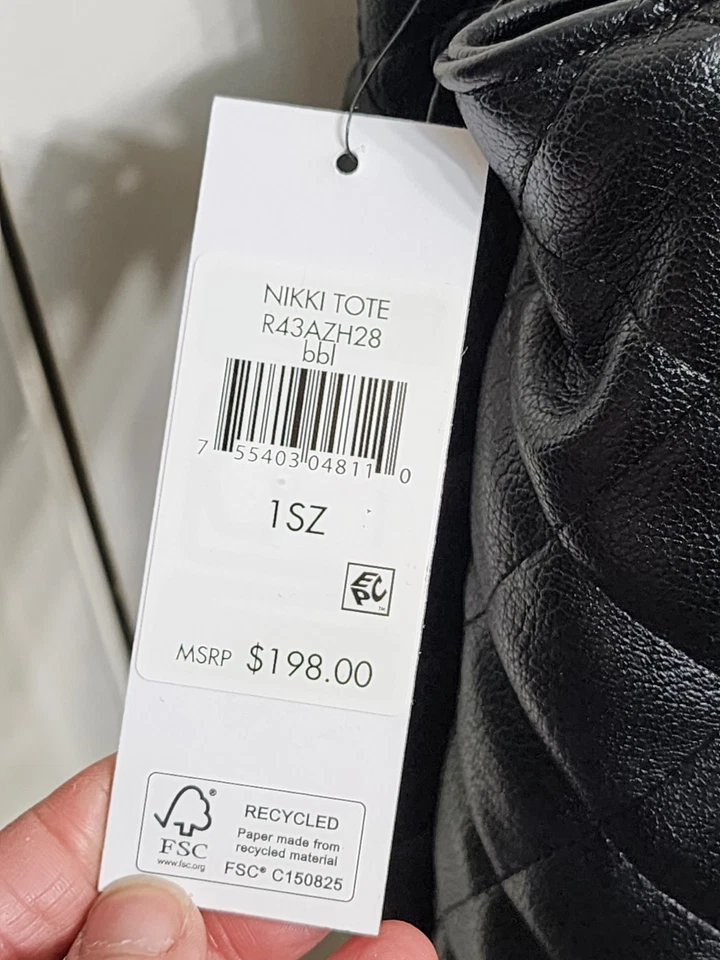 NIKKI TOTE
R43AZH28
bbl
7 55403 04811 0
1SZ
EPC™
MSRP $198.00
®
FSC
www.fsc.org
RECYCLED
Paper made from
recycled material
FSC® C150825